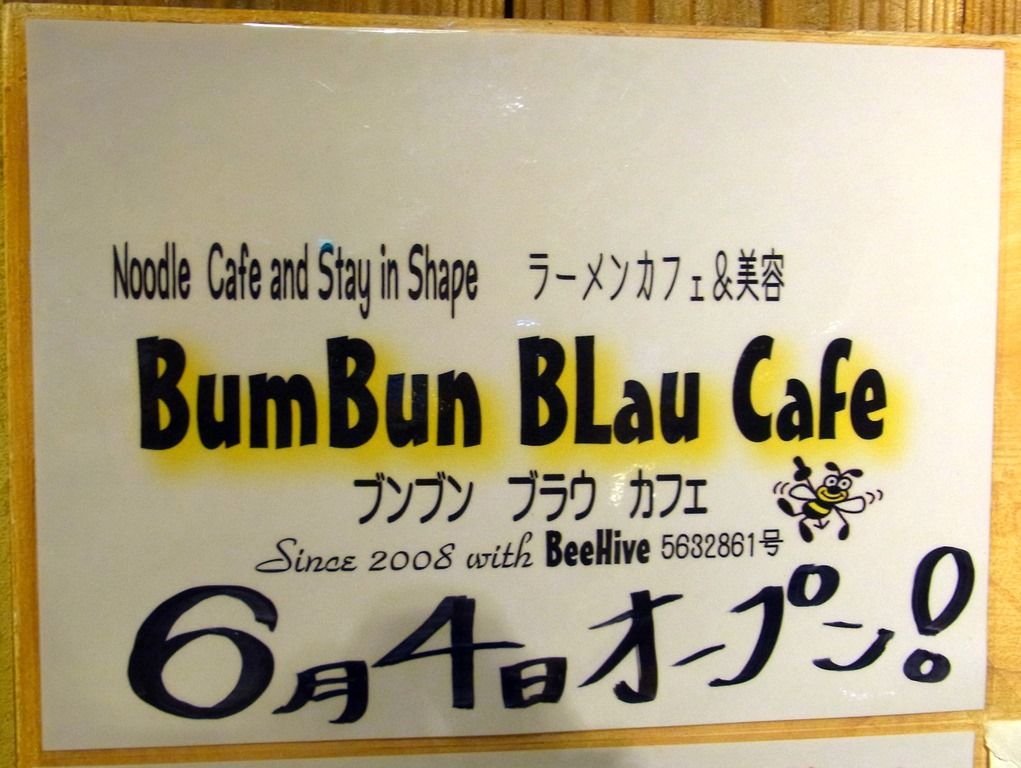 Noodle Cafe and Stay in Shape ラーメンカフェ&美容
BumBun BLau Cafe
ブンブン ブラウ カフェ
Since 2008 with BeeHive 5632861号
6月4日オープン!